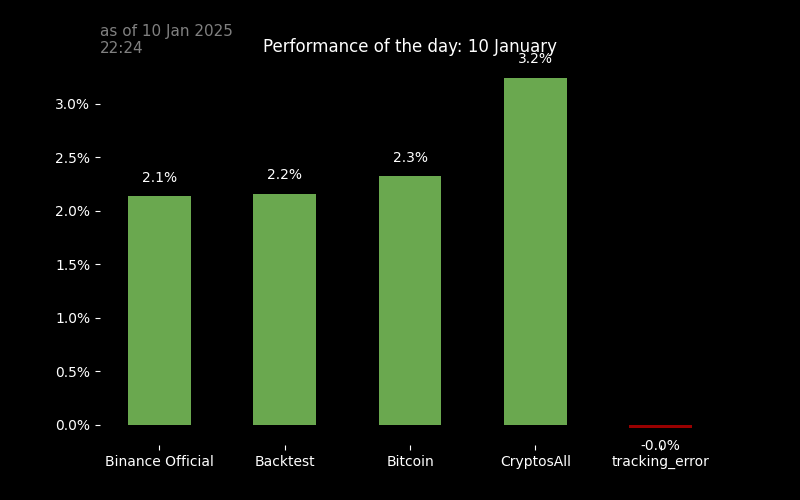 as of 10 Jan 2025
22:24
Performance of the day: 10 January
3.2%
3.0%
2.5%
2.3%
2.2%
2.1%
2.0%
1.5%
1.0%
0.5%
0.0%
-0.0%
Binance Official
Backtest
Bitcoin
CryptosAll
tracking_error